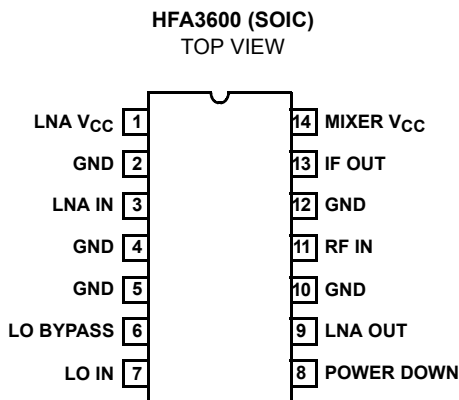 HFA3600 (SOIC)
TOP VIEW
LNA VCC 1 14 MIXER VCC
GND 2 13 IF OUT
LNA IN 3 12 GND
GND 4 11 RF IN
GND 5 10 GND
LO BYPASS 6 9 LNA OUT
LO IN 7 8 POWER DOWN